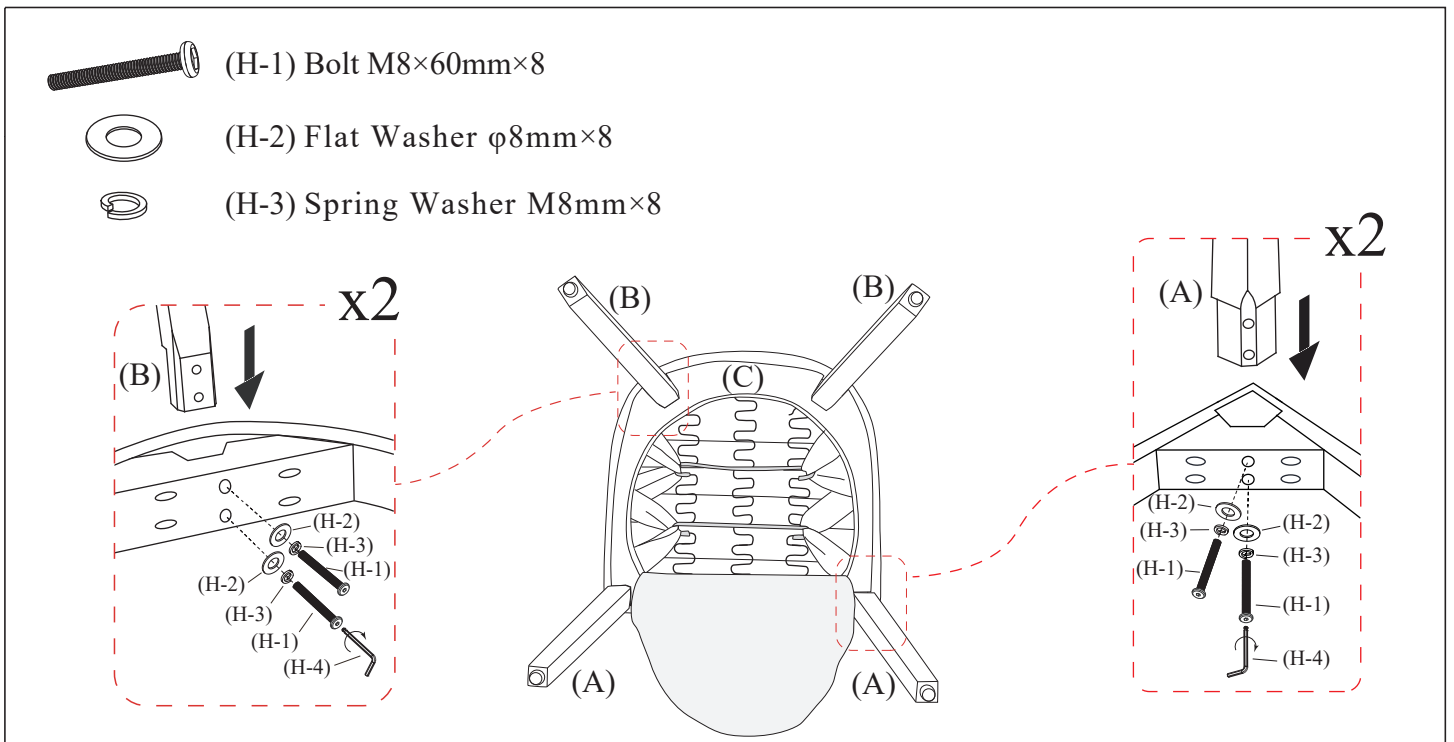 (H-1) Bolt M8×60mm×8
(H-2) Flat Washer φ8mm×8
(H-3) Spring Washer M8mm×8
x2
(B)
(H-2)
(H-3)
(H-1)
(H-2)
(H-3)
(H-1)
(H-4)
(B)
(B)
(C)
(A)
(A)
x2
(A)
(H-2)
(H-3)
(H-1)
(H-2)
(H-3)
(H-1)
(H-4)